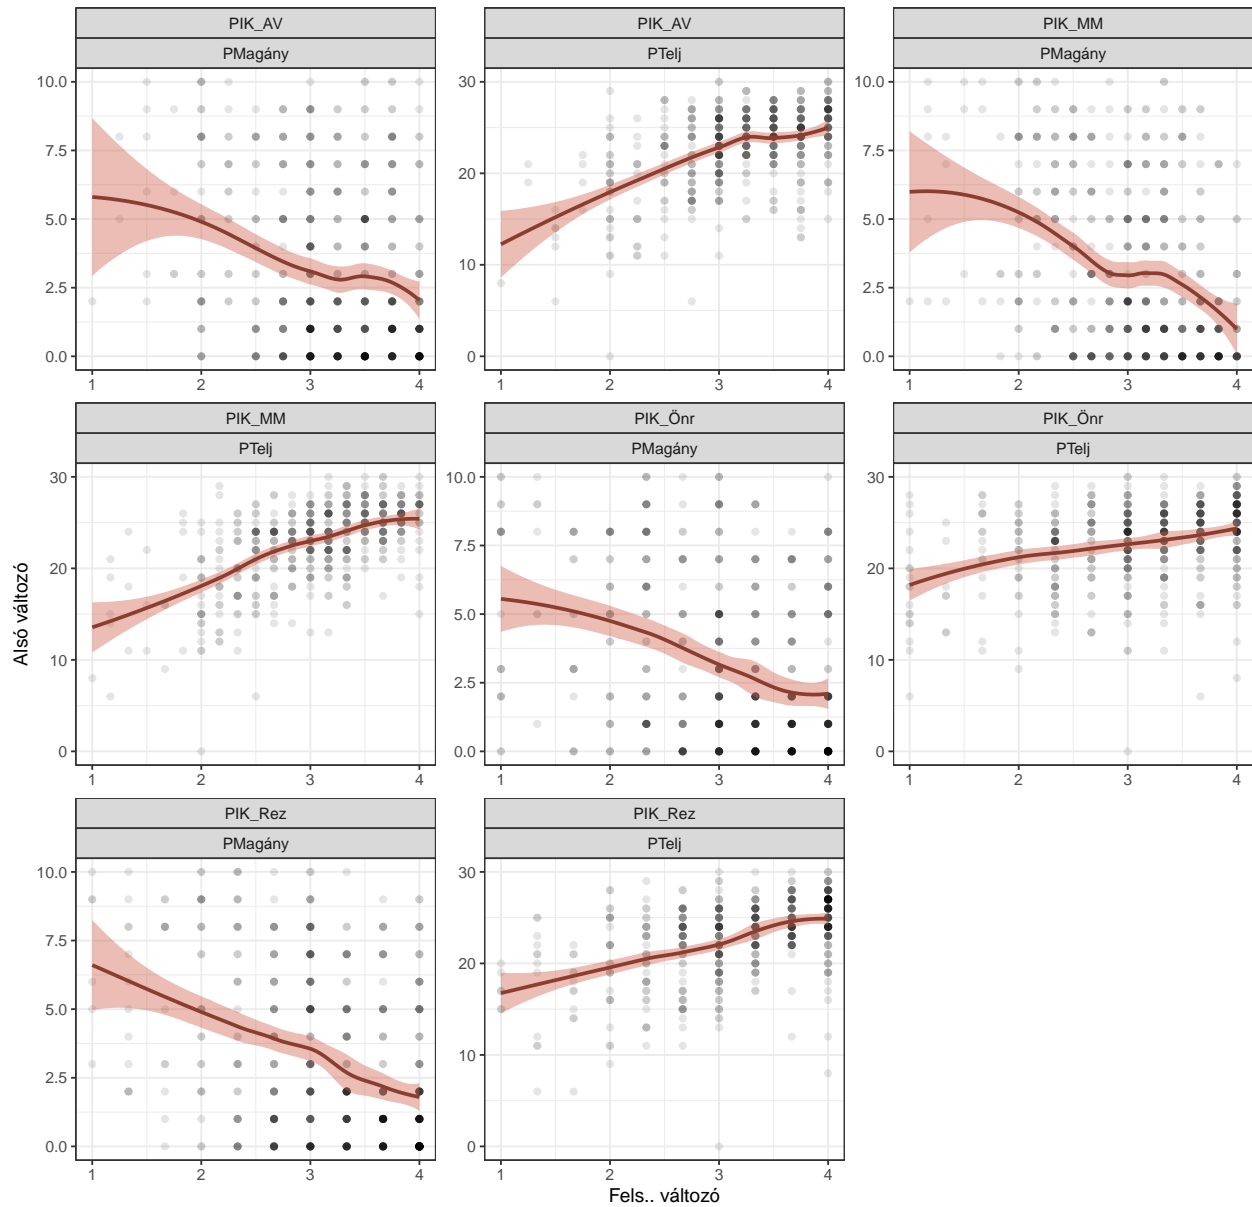 PIK_AV PIK_AV PIK_MM
PMagány PTelj PMagány
10.0 30 10.0
7.5 20 7.5
5.0 5.0
2.5 10 2.5
0.0 0 0.0
1 2 3 4 1 2 3 4 1 2 3 4
PIK_MM PIK_Önr PIK_Önr
PTelj PMagány PTelj
30 10.0 30
20 7.5 20
5.0
10 2.5 10
0 0.0 0
1 2 3 4 1 2 3 4 1 2 3 4
Alsó változó
PIK_Rez PIK_Rez
PMagány PTelj
10.0 30
7.5 20
5.0
2.5 10
0.0 0
1 2 3 4 1 2 3 4
Fels.. változó